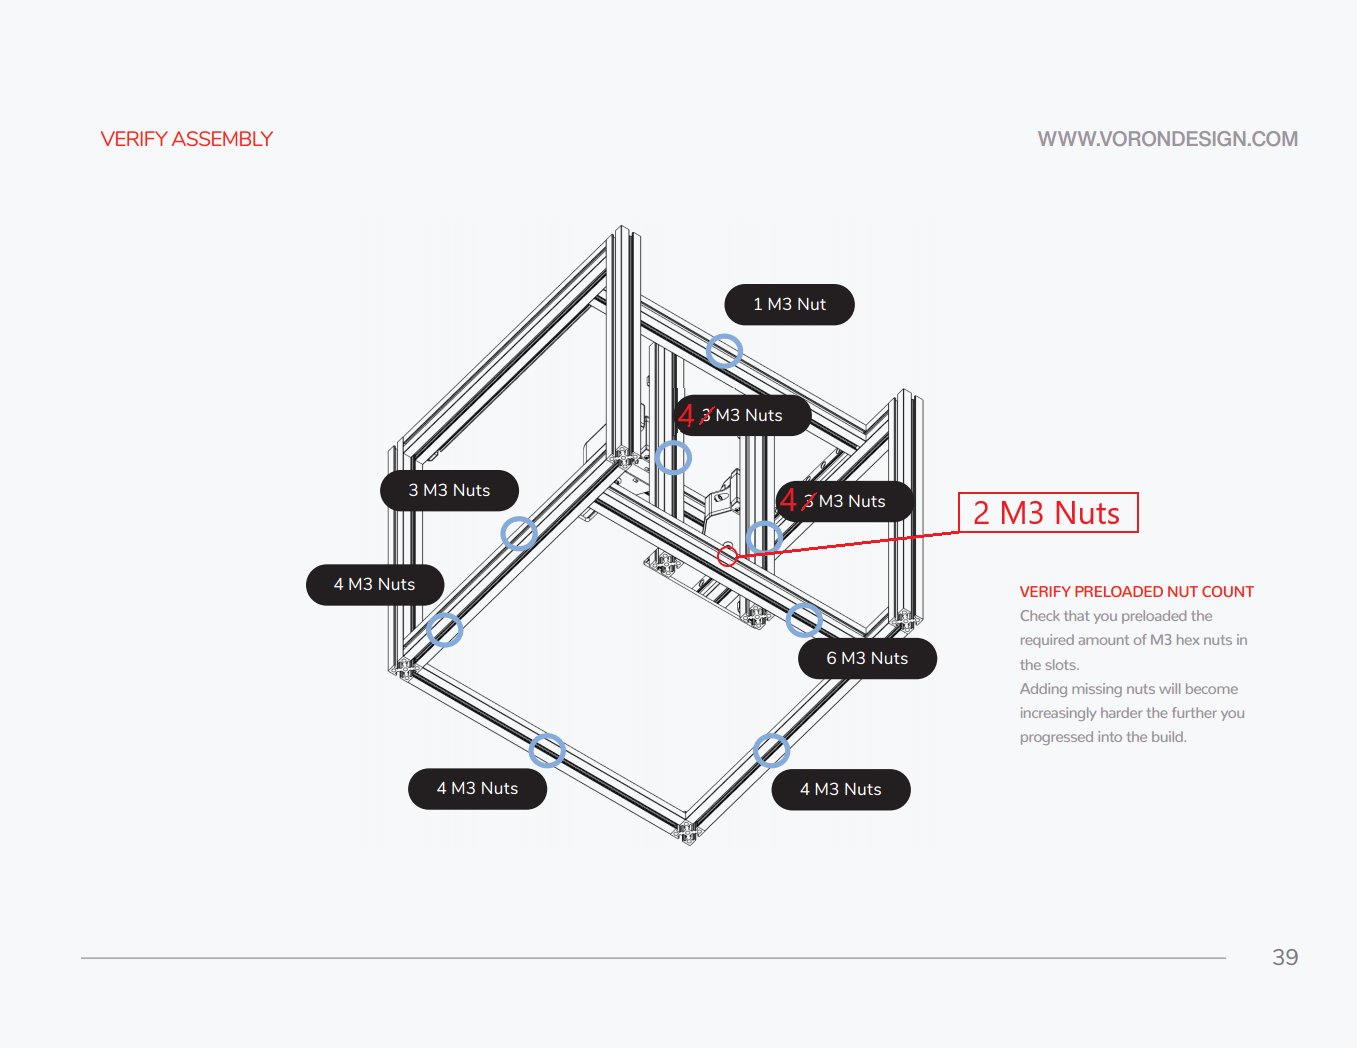 VERIFY ASSEMBLY
WWW.VORONDESIGN.COM
1 M3 Nut
4 3 M3 Nuts
3 M3 Nuts
4 3 M3 Nuts
2 M3 Nuts
4 M3 Nuts
VERIFY PRELOADED NUT COUNT
Check that you preloaded the
required amount of M3 hex nuts in
the slots.
Adding missing nuts will become
increasingly harder the further you
progressed into the build.
6 M3 Nuts
4 M3 Nuts
4 M3 Nuts
39